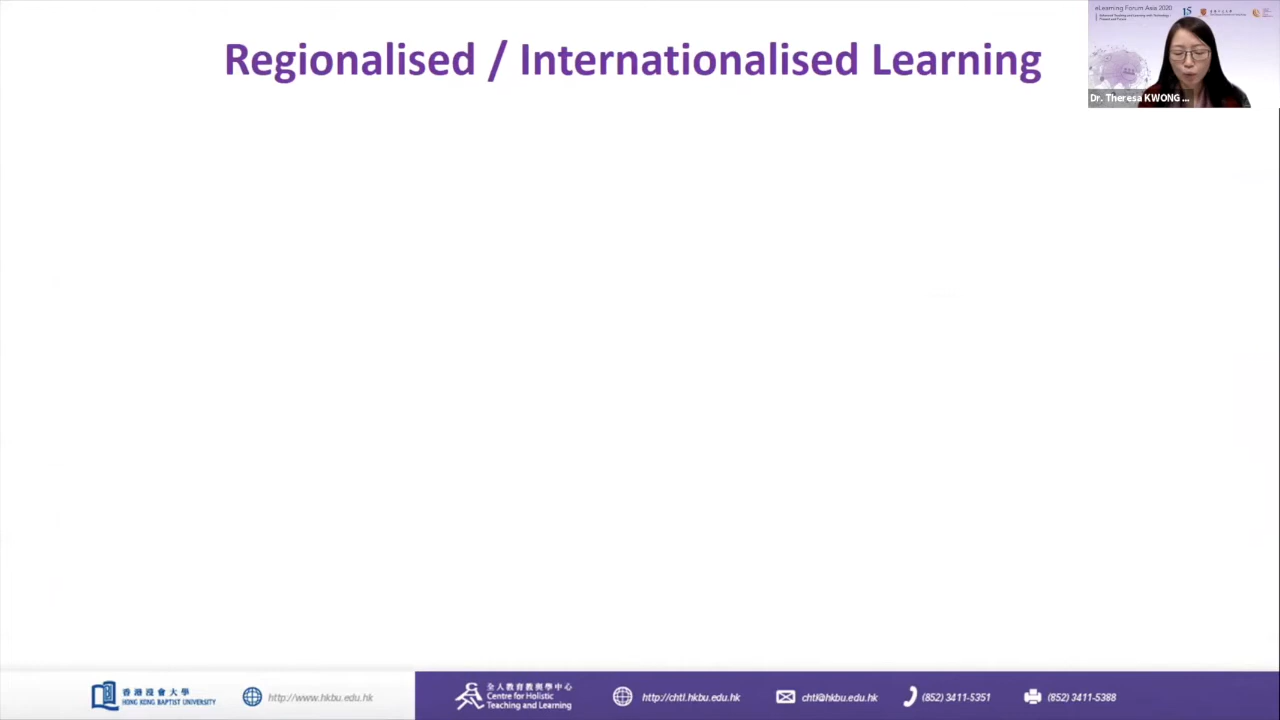 Regionalised / Internationalised Learning
eLearning Forum Asia 2020
Dr. Theresa KWONG ...
香港浸會大學
HONG KONG BAPTIST UNIVERSITY
http://www.hkbu.edu.hk
全人教育教與學中心
Centre for Holistic
Teaching and Learning
http://chtl.hkbu.edu.hk
chtl@hkbu.edu.hk
(852) 3411-5351
(852) 3411-5388